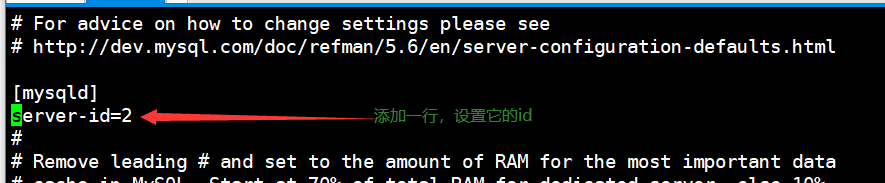 # For advice on how to change settings please see
# http://dev.mysql.com/doc/refman/5.6/en/server-configuration-defaults.html
[mysqld]
server-id=2 添加一行，设置它的id
#
# Remove leading # and set to the amount of RAM for the most important data
# cache in MySQL. Start at 70% of total RAM for dedicated server, else 10%.